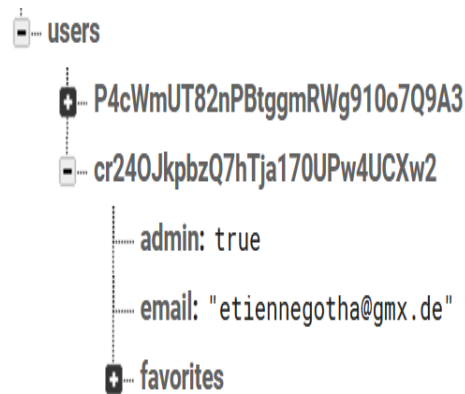 users
P4cWmUT82nPBtggmRWg910o7Q9A3
cr24OJkpbzQ7hTja170UPw4UCXw2
admin: true
email: "etiennegotha@gmx.de"
favorites